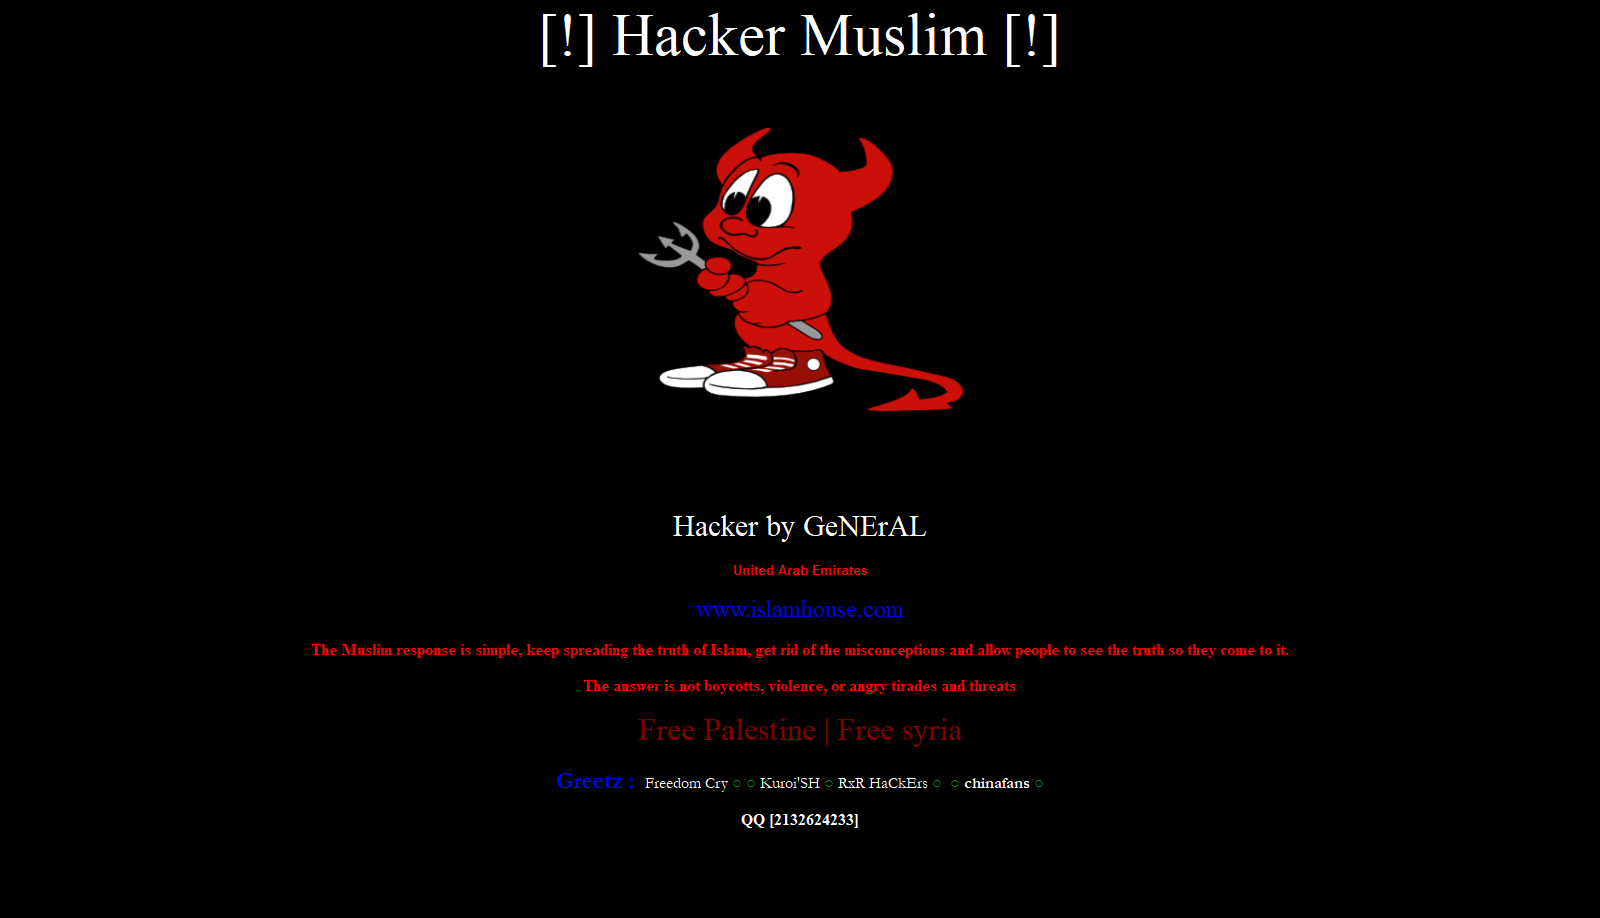 [!] Hacker Muslim [!]
Hacker by GeNErAL
United Arab Emirates
www.islamhouse.com
The Muslim response is simple, keep spreading the truth of Islam, get rid of the misconceptions and allow people to see the truth so they come to it.
The answer is not boycotts, violence, or angry tirades and threats
Free Palestine | Free syria
Greetz : Freedom Cry ○ ○ Kuroi'SH ○ RxR HaCkErs ○ ○ chinafans ○
QQ [2132624233]